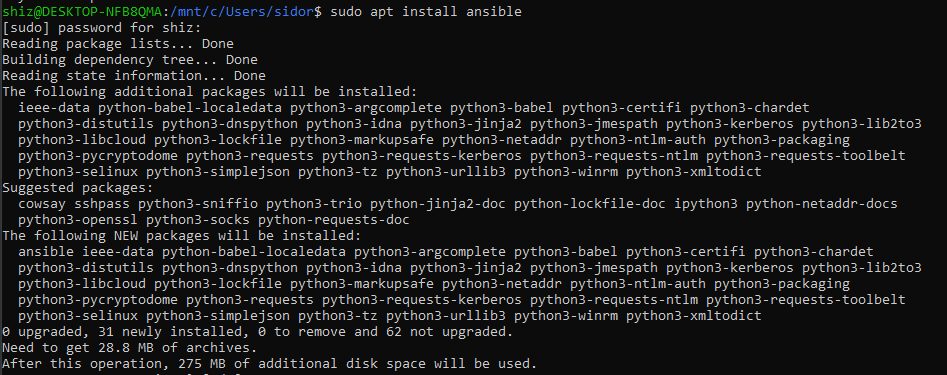 shiz@DESKTOP-NFB8QMA:/mnt/c/Users/sidor$ sudo apt install ansible
[sudo] password for shiz:
Reading package lists... Done
Building dependency tree... Done
Reading state information... Done
The following additional packages will be installed:
  ieee-data python-babel-localedata python3-argcomplete python3-babel python3-certifi python3-chardet
  python3-distutils python3-dnspython python3-idna python3-jinja2 python3-jmespath python3-kerberos python3-lib2to3
  python3-libcloud python3-lockfile python3-markupsafe python3-netaddr python3-ntlm-auth python3-packaging
  python3-pycryptodome python3-requests python3-requests-kerberos python3-requests-ntlm python3-requests-toolbelt
  python3-selinux python3-simplejson python3-tz python3-urllib3 python3-winrm python3-xmltodict
Suggested packages:
  cowsay sshpass python3-sniffio python3-trio python-jinja2-doc python-lockfile-doc ipython3 python-netaddr-docs
  python3-openssl python3-socks python-requests-doc
The following NEW packages will be installed:
  ansible ieee-data python-babel-localedata python3-argcomplete python3-babel python3-certifi python3-chardet
  python3-distutils python3-dnspython python3-idna python3-jinja2 python3-jmespath python3-kerberos python3-lib2to3
  python3-libcloud python3-lockfile python3-markupsafe python3-netaddr python3-ntlm-auth python3-packaging
  python3-pycryptodome python3-requests python3-requests-kerberos python3-requests-ntlm python3-requests-toolbelt
  python3-selinux python3-simplejson python3-tz python3-urllib3 python3-winrm python3-xmltodict
0 upgraded, 31 newly installed, 0 to remove and 62 not upgraded.
Need to get 28.8 MB of archives.
After this operation, 275 MB of additional disk space will be used.